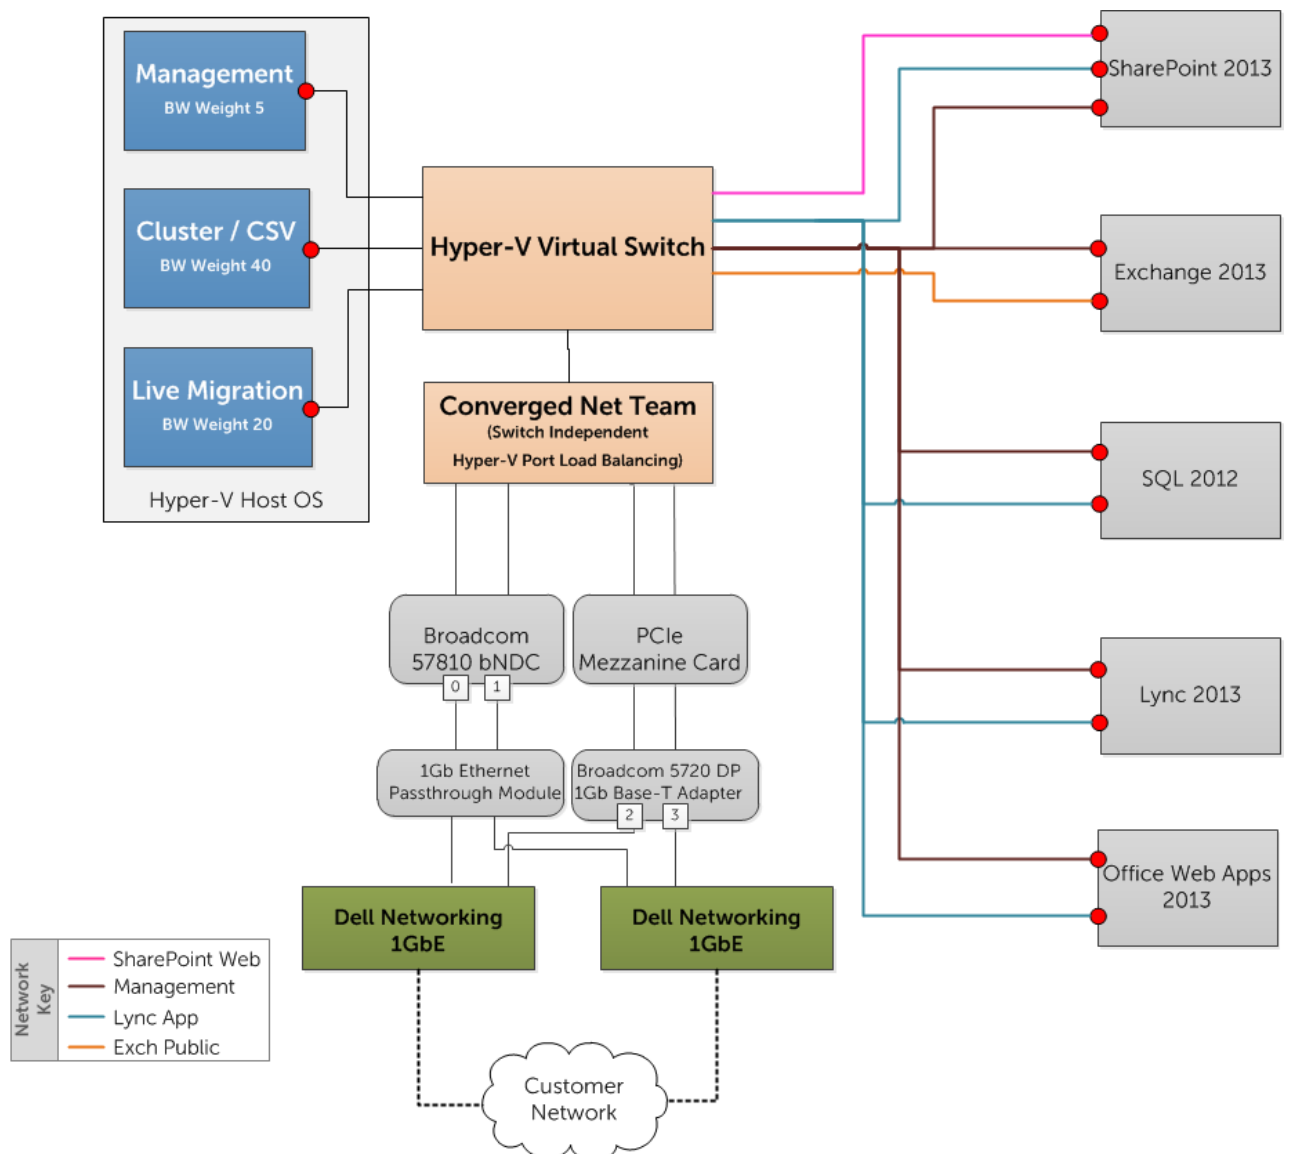 Management
BW Weight 5
Cluster / CSV
BW Weight 40
Live Migration
BW Weight 20
Hyper-V Host OS
Hyper-V Virtual Switch
Converged Net Team
(Switch Independent
Hyper-V Port Load Balancing)
Broadcom
57810 bNDC
0
1
PCIe
Mezzanine Card
1Gb Ethernet
Passthrough Module
Broadcom 5720 DP
1Gb Base-T Adapter
2
3
Dell Networking
1GbE
Dell Networking
1GbE
Customer
Network
SharePoint 2013
Exchange 2013
SQL 2012
Lync 2013
Office Web Apps
2013
Network
Key
SharePoint Web
Management
Lync App
Exch Public